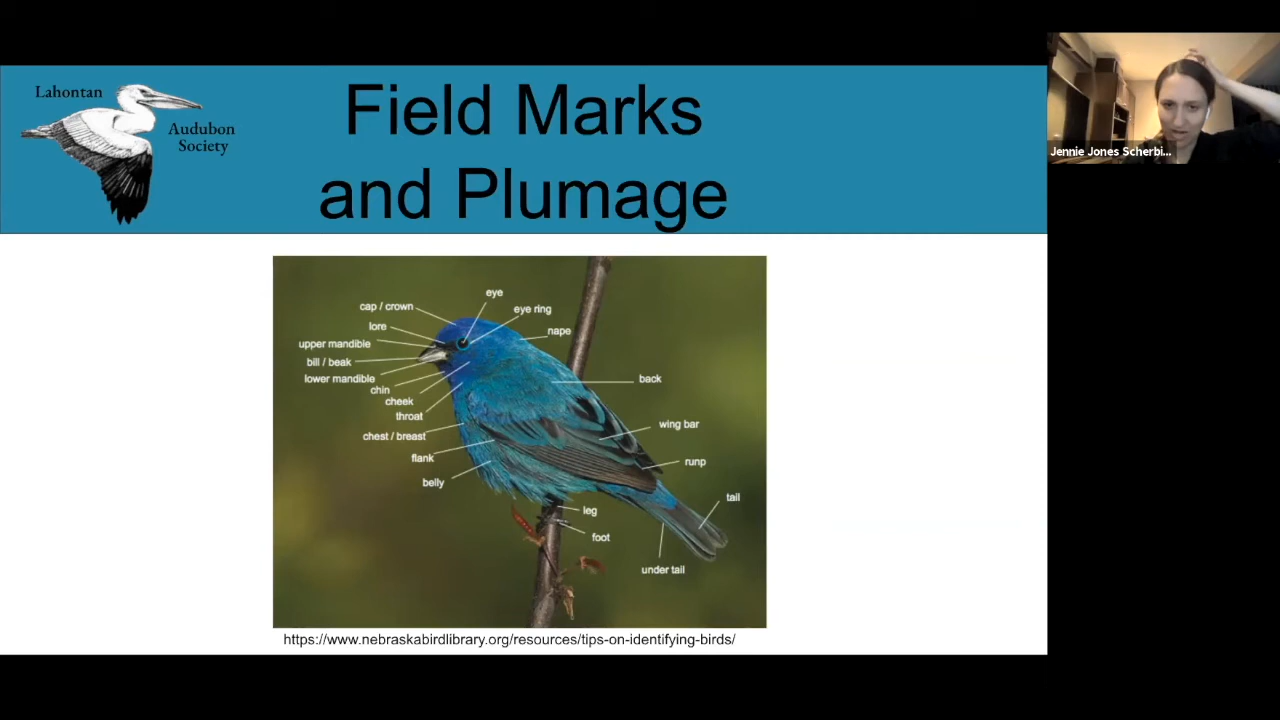 Lahontan
Audubon
Society
Field Marks
and Plumage
Jennie Jones Scherbi...
eye
cap / crown
eye ring
lore
nape
upper mandible
bill / beak
lower mandible
back
chin
cheek
throat
wing bar
chest / breast
flank
runp
belly
tail
leg
foot
under tail
https://www.nebraskabirdlibrary.org/resources/tips-on-identifying-birds/